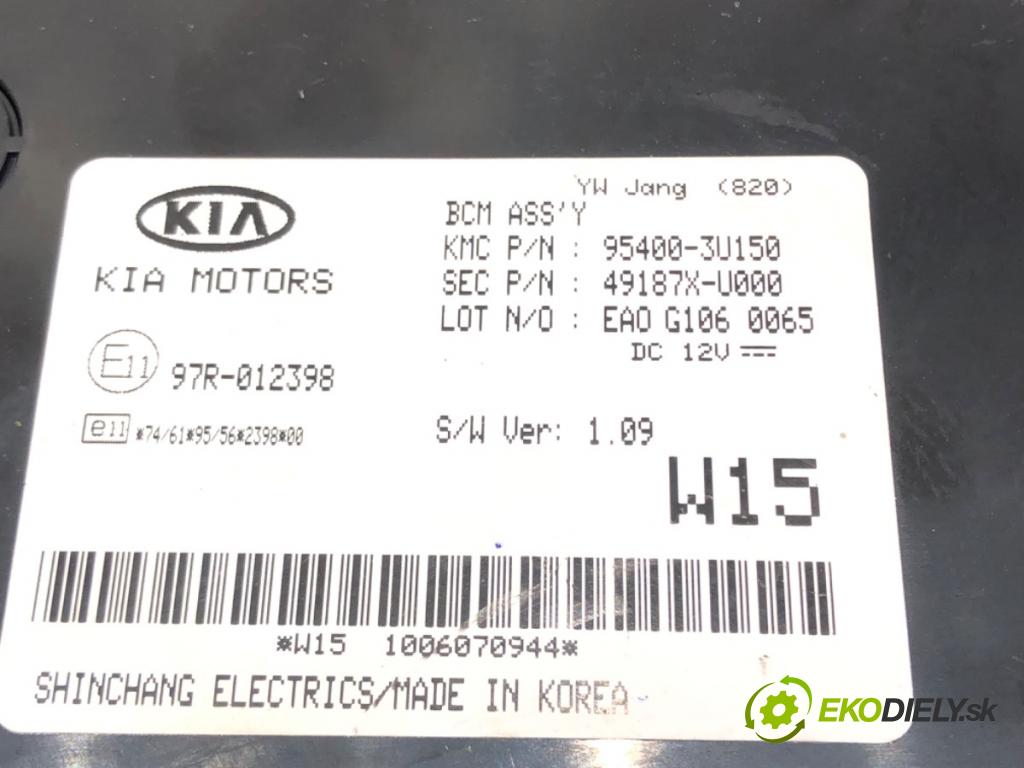 YW Jang (820)
KIA
KIA MOTORS
BCM ASS'Y
KMC P/N : 95400-3U150
SEC P/N : 49187X-U000
LOT N/O : EAO G106 0065
DC 12V
E11 97R-012398
e11 *74/61*95/56*2398*00
S/W Ver: 1.09
W15
*W15 1006070944*
SHINCHANG ELECTRICS/MADE IN KOREA
EKODIELY.sk